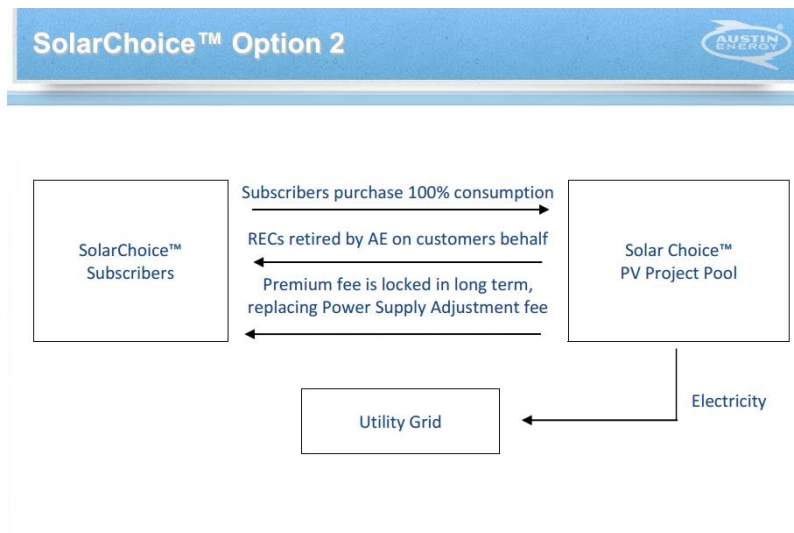 SolarChoice™ Option 2
AUSTIN
ENERGY
Subscribers purchase 100% consumption
SolarChoice™
Subscribers
RECs retired by AE on customers behalf
Premium fee is locked in long term,
replacing Power Supply Adjustment fee
Solar Choice™
PV Project Pool
Electricity
Utility Grid